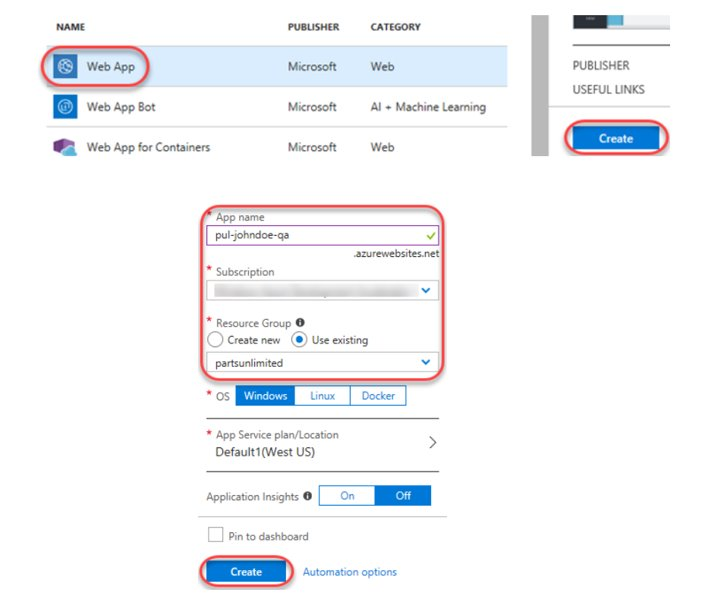 NAME PUBLISHER CATEGORY
Web App Microsoft Web
Web App Bot Microsoft AI + Machine Learning
Web App for Containers Microsoft Web
PUBLISHER
USEFUL LINKS
Create
* App name
pul-johndoe-qa
.azurewebsites.net
* Subscription
* Resource Group
Create new Use existing
partsunlimited
* OS Windows Linux Docker
* App Service plan/Location
Default1(West US)
Application Insights On Off
Pin to dashboard
Create Automation options